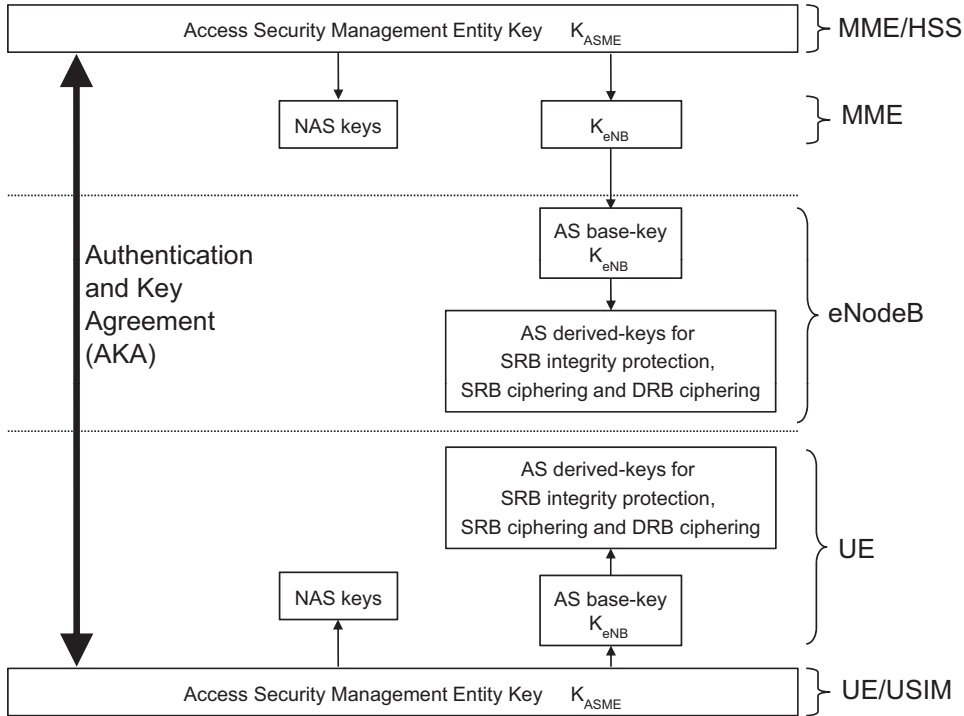 Access Security Management Entity Key K_ASME
MME/HSS
NAS keys
K_eNB
MME
AS base-key
K_eNB
Authentication
and Key
Agreement
(AKA)
AS derived-keys for
SRB integrity protection,
SRB ciphering and DRB ciphering
eNodeB
AS derived-keys for
SRB integrity protection,
SRB ciphering and DRB ciphering
UE
NAS keys
AS base-key
K_eNB
Access Security Management Entity Key K_ASME
UE/USIM